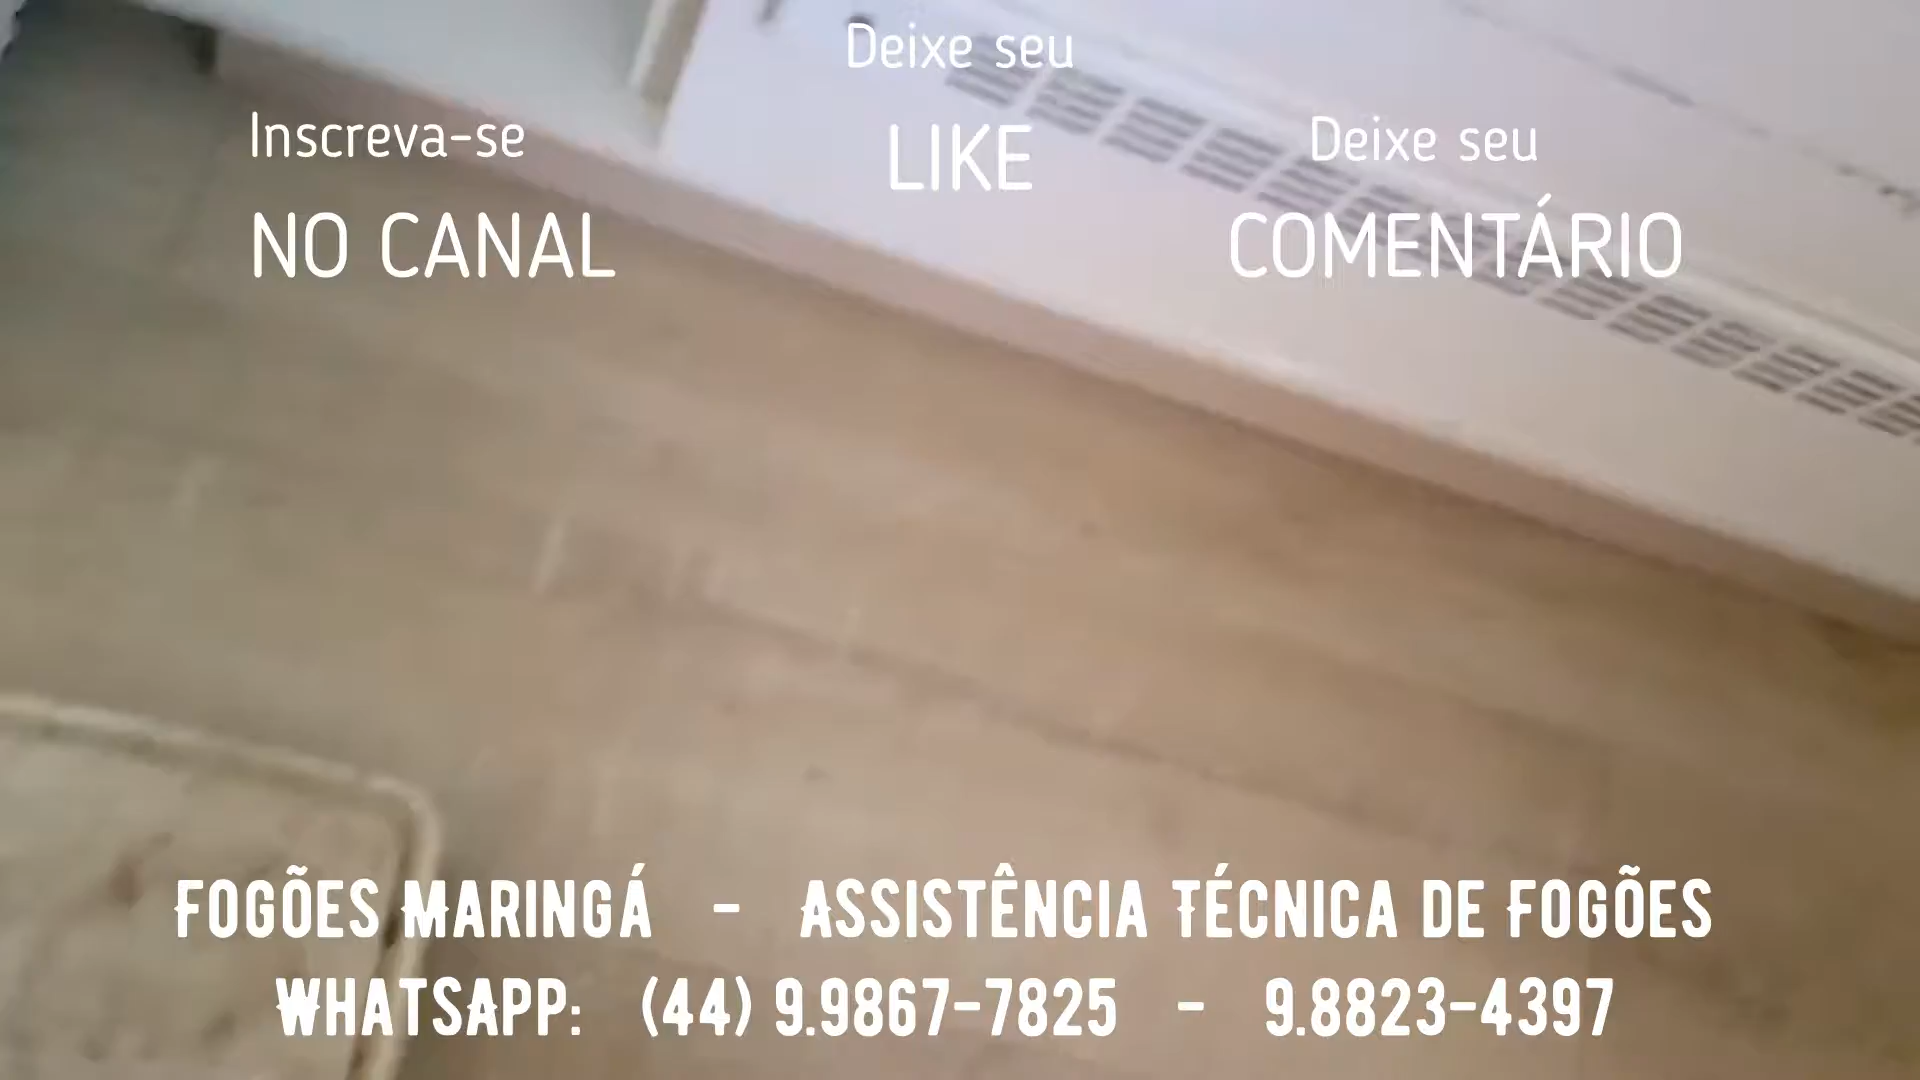 Inscreva-se
NO CANAL
Deixe seu
LIKE
Deixe seu
COMENTÁRIO
FOGÕES MARINGÁ - ASSISTÊNCIA TÉCNICA DE FOGÕES
WHATSAPP: (44) 9.9867-7825 - 9.8823-4397